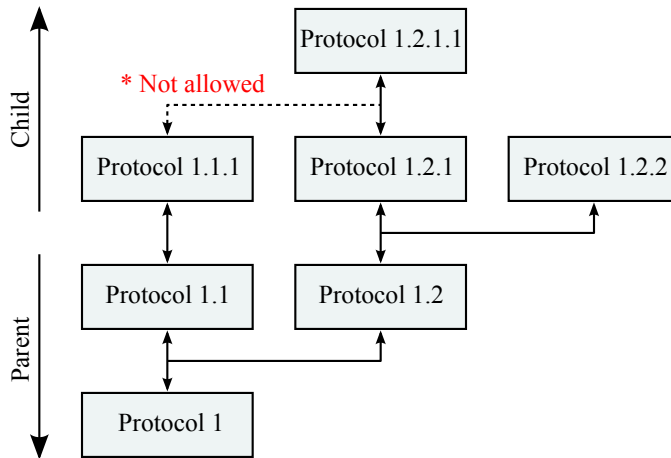 Protocol 1.2.1.1
* Not allowed
Child
Protocol 1.1.1
Protocol 1.2.1
Protocol 1.2.2
Protocol 1.1
Protocol 1.2
Parent
Protocol 1